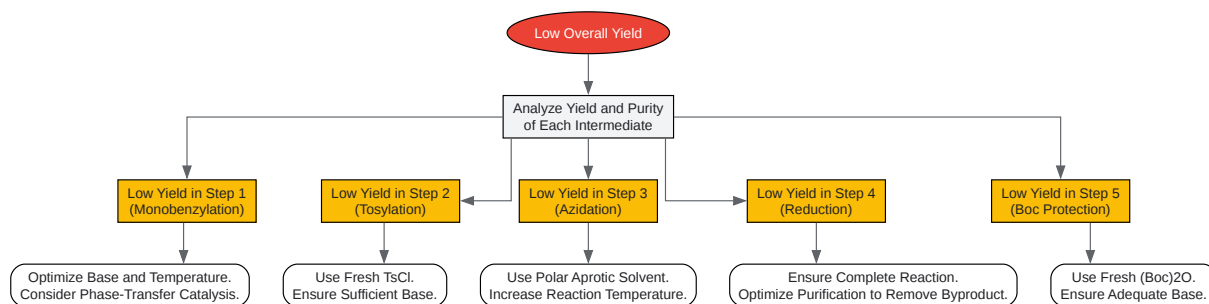 Low Overall Yield
Analyze Yield and Purity
of Each Intermediate
Low Yield in Step 1
(Monobenzylation)
Low Yield in Step 2
(Tosylation)
Low Yield in Step 3
(Azidation)
Low Yield in Step 4
(Reduction)
Low Yield in Step 5
(Boc Protection)
Optimize Base and Temperature.
Consider Phase-Transfer Catalysis.
Use Fresh TsCl.
Ensure Sufficient Base.
Use Polar Aprotic Solvent.
Increase Reaction Temperature.
Ensure Complete Reaction.
Optimize Purification to Remove Byproduct.
Use Fresh (Boc)2O.
Ensure Adequate Base.